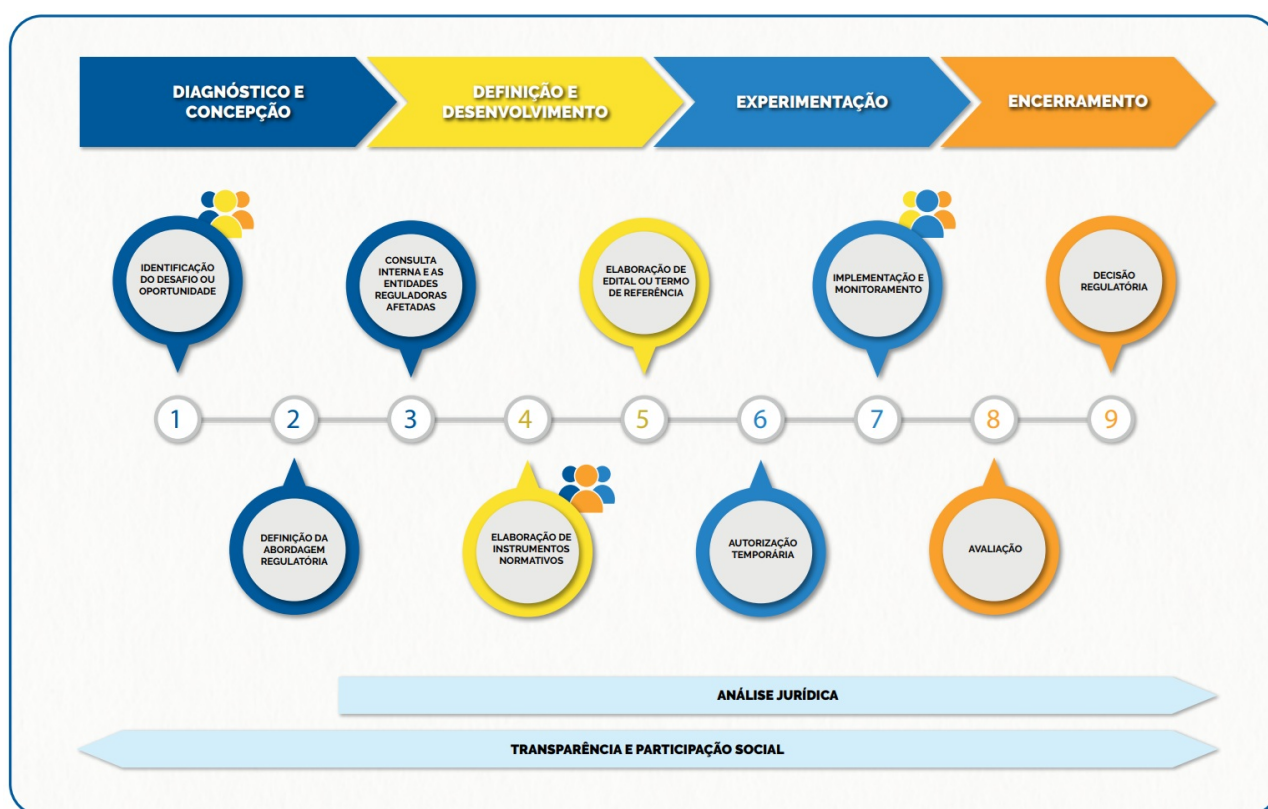 DIAGNÓSTICO E
CONCEPÇÃO
DEFINIÇÃO E
DESENVOLVIMENTO
EXPERIMENTAÇÃO
ENCERRAMENTO
IDENTIFICAÇÃO
DO DESAFIO OU
OPORTUNIDADE
CONSULTA
INTERNA E AS
ENTIDADES
REGULADORAS
AFETADAS
ELABORAÇÃO DE
EDITAL OU TERMO
DE REFERÊNCIA
IMPLEMENTAÇÃO E
MONITORAMENTO
DECISÃO
REGULATÓRIA
1
2
3
4
5
6
7
8
9
DEFINIÇÃO DA
ABORDAGEM
REGULATÓRIA
ELABORAÇÃO DE
INSTRUMENTOS
NORMATIVOS
AUTORIZAÇÃO
TEMPORÁRIA
AVALIAÇÃO
ANÁLISE JURÍDICA
TRANSPARÊNCIA E PARTICIPAÇÃO SOCIAL